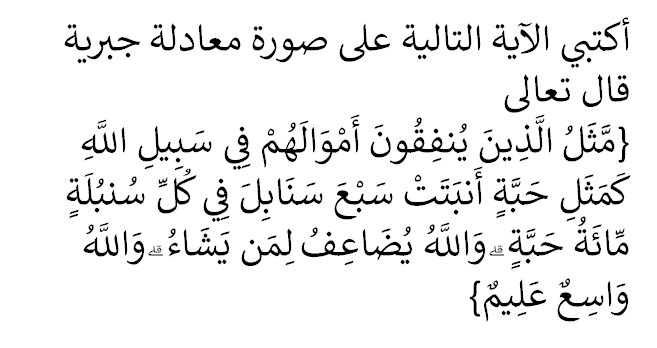 أكتبي الآية التالية على صورة معادلة جبرية
قال تعالى
{مَّثَلُ الَّذِينَ يُنفِقُونَ أَمْوَالَهُمْ فِي سَبِيلِ اللَّهِ
كَمَثَلِ حَبَّةٍ أَنبَتَتْ سَبْعَ سَنَابِلَ فِي كُلِّ سُنبُلَةٍ
مِّائَةُ حَبَّةٍ ۗ وَاللَّهُ يُضَاعِفُ لِمَن يَشَاءُ ۗ وَاللَّهُ
وَاسِعٌ عَلِيمٌ}